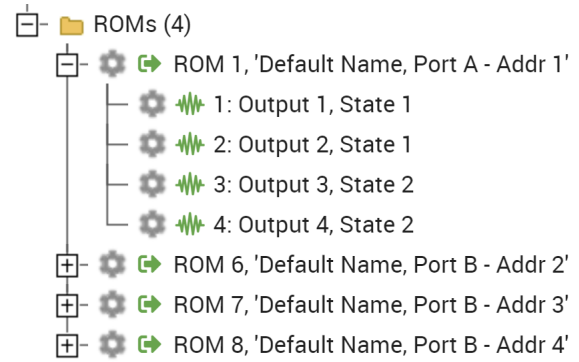 ROMs (4)
ROM 1, 'Default Name, Port A - Addr 1'
1: Output 1, State 1
2: Output 2, State 1
3: Output 3, State 2
4: Output 4, State 2
ROM 6, 'Default Name, Port B - Addr 2'
ROM 7, 'Default Name, Port B - Addr 3'
ROM 8, 'Default Name, Port B - Addr 4'